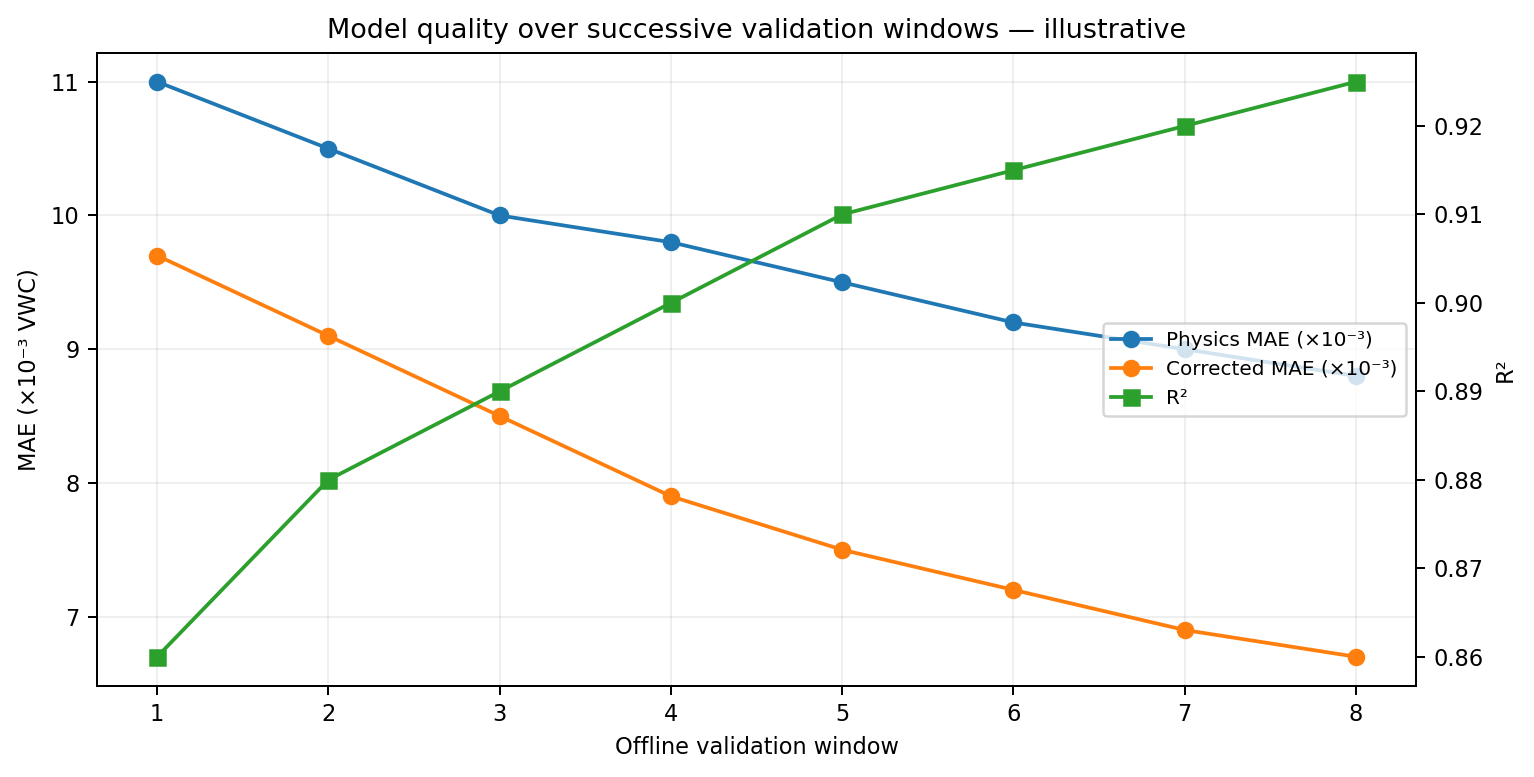 Model quality over successive validation windows — illustrative
MAE (×10⁻³ VWC)
11
10
9
8
7
Physics MAE (×10⁻³)
Corrected MAE (×10⁻³)
R²
0.92
0.91
0.90
0.89
0.88
0.87
0.86
R²
1 2 3 4 5 6 7 8
Offline validation window